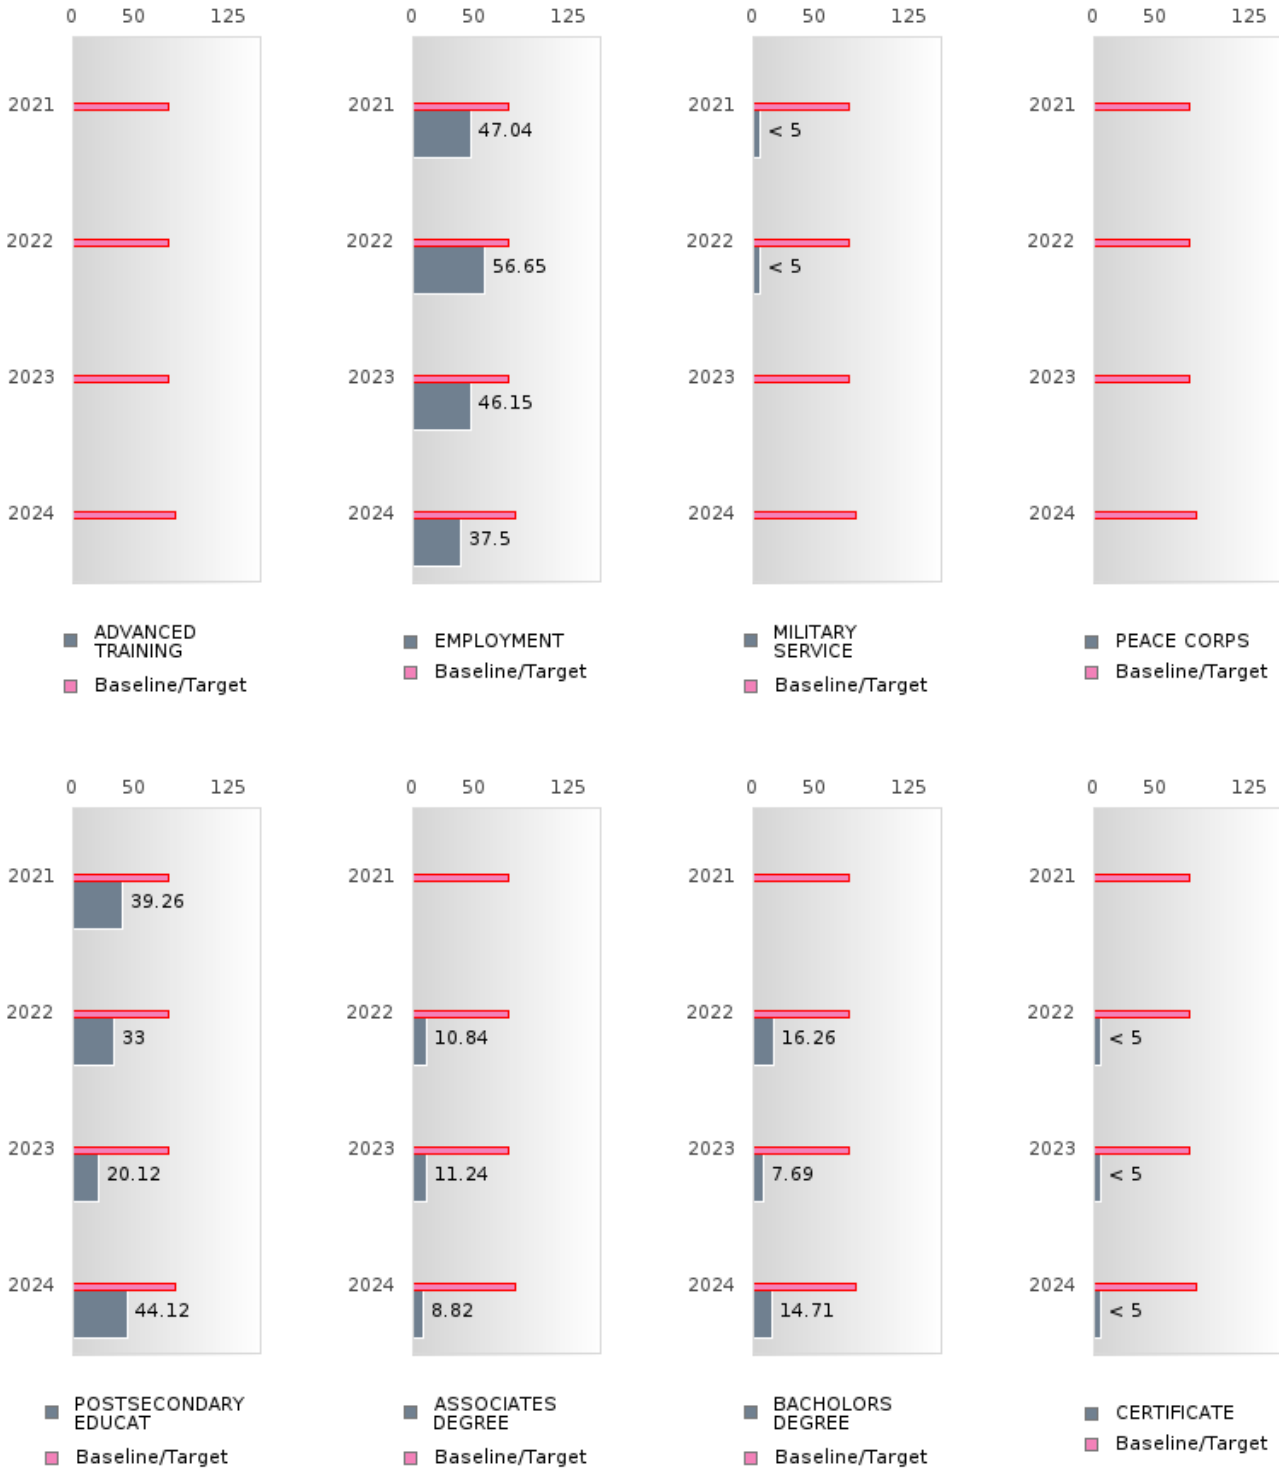 0 50 125
0 50 125
0 50 125
0 50 125
2021
2021
47.04
2021
< 5
2021
2022
2022
56.65
2022
< 5
2022
2023
2023
46.15
2023
2023
2024
2024
37.5
2024
2024
ADVANCED
TRAINING
Baseline/Target
EMPLOYMENT
Baseline/Target
MILITARY
SERVICE
Baseline/Target
PEACE CORPS
Baseline/Target
0 50 125
0 50 125
0 50 125
0 50 125
2021
39.26
2021
2021
2021
2022
33
2022
10.84
2022
16.26
2022
< 5
2023
20.12
2023
11.24
2023
7.69
2023
< 5
2024
44.12
2024
8.82
2024
14.71
2024
< 5
POSTSECONDARY
EDUCAT
Baseline/Target
ASSOCIATES
DEGREE
Baseline/Target
BACHOLORS
DEGREE
Baseline/Target
CERTIFICATE
Baseline/Target